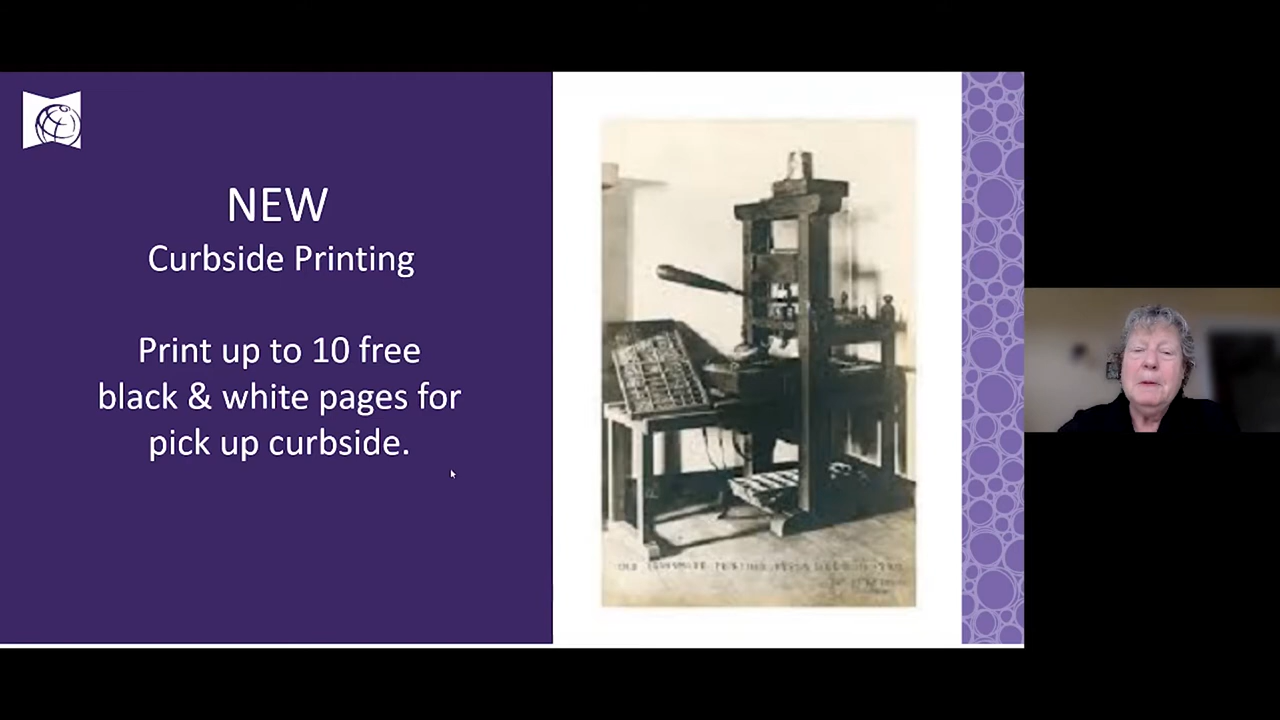 NEW
Curbside Printing
Print up to 10 free
black & white pages for
pick up curbside.